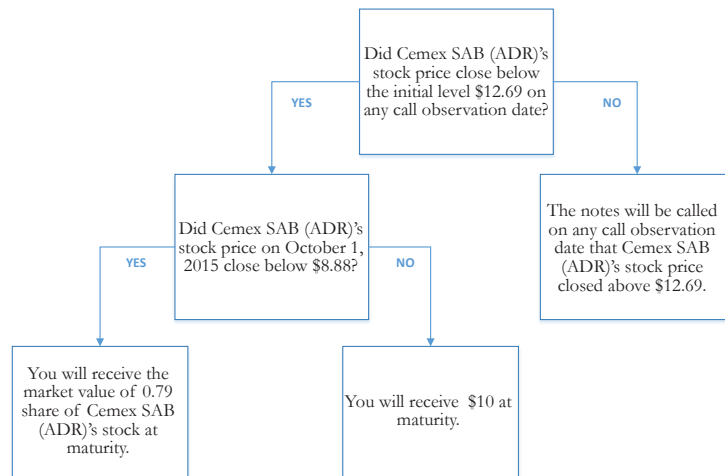 Did Cemex SAB (ADR)'s
stock price close below
the initial level $12.69 on
any call observation date?
YES
NO
Did Cemex SAB (ADR)'s
stock price on October 1,
2015 close below $8.88?
The notes will be called
on any call observation
date that Cemex SAB
(ADR)'s stock price
closed above $12.69.
YES
NO
You will receive the
market value of 0.79
share of Cemex SAB
(ADR)'s stock at
maturity.
You will receive $10 at
maturity.